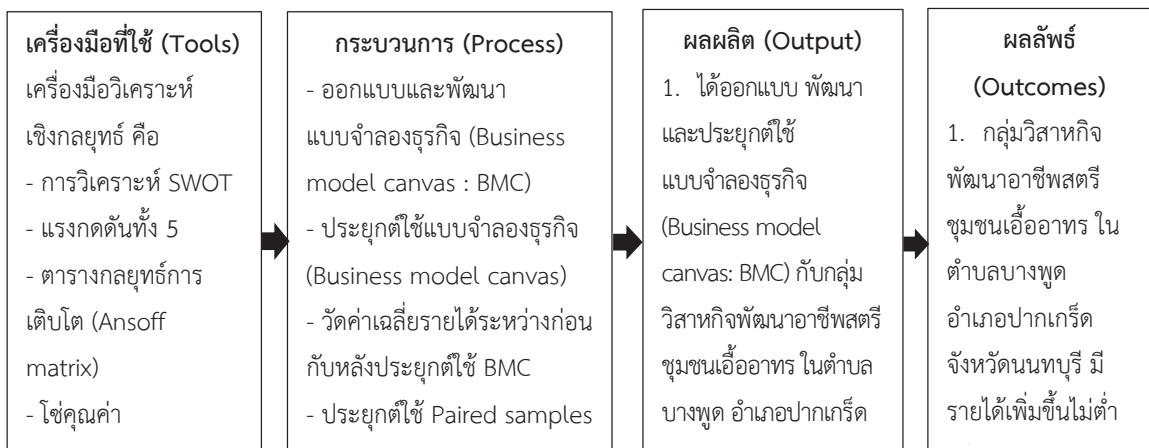 เครื่องมือที่ใช้ (Tools)
เครื่องมือวิเคราะห์
เชิงกลยุทธ์ คือ
- การวิเคราะห์ SWOT
- แรงกดดันทั้ง 5
- ตารางกลยุทธ์การ
เติบโต (Ansoff
matrix)
- โซ่คุณค่า
กระบวนการ (Process)
- ออกแบบและพัฒนา
แบบจำลองธุรกิจ (Business
model canvas : BMC)
- ประยุกต์ใช้แบบจำลองธุรกิจ
(Business model canvas)
- วัดค่าเฉลี่ยรายได้ระหว่างก่อน
กับหลังประยุกต์ใช้ BMC
- ประยุกต์ใช้ Paired samples
ผลผลิต (Output)
1. ได้ออกแบบ พัฒนา
และประยุกต์ใช้
แบบจำลองธุรกิจ
(Business model
canvas: BMC) กับกลุ่ม
วิสาหกิจพัฒนาอาชีพสตรี
ชุมชนเอื้ออาทร ในตำบล
บางพูด อำเภอปากเกร็ด
ผลลัพธ์
(Outcomes)
1. กลุ่มวิสาหกิจ
พัฒนาอาชีพสตรี
ชุมชนเอื้ออาทร ใน
ตำบลบางพูด
อำเภอปากเกร็ด
จังหวัดนนทบุรี มี
รายได้เพิ่มขึ้นไม่ต่ำ